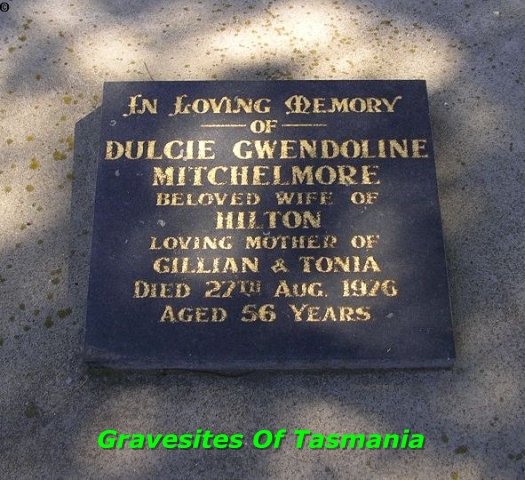 ©
In Loving Memory
OF
DULCIE GWENDOLINE
MITCHELMORE
BELOVED WIFE OF
HILTON
LOVING MOTHER OF
GILLIAN & TONIA
DIED 27TH AUG. 1976
AGED 56 YEARS
Gravesites Of Tasmania